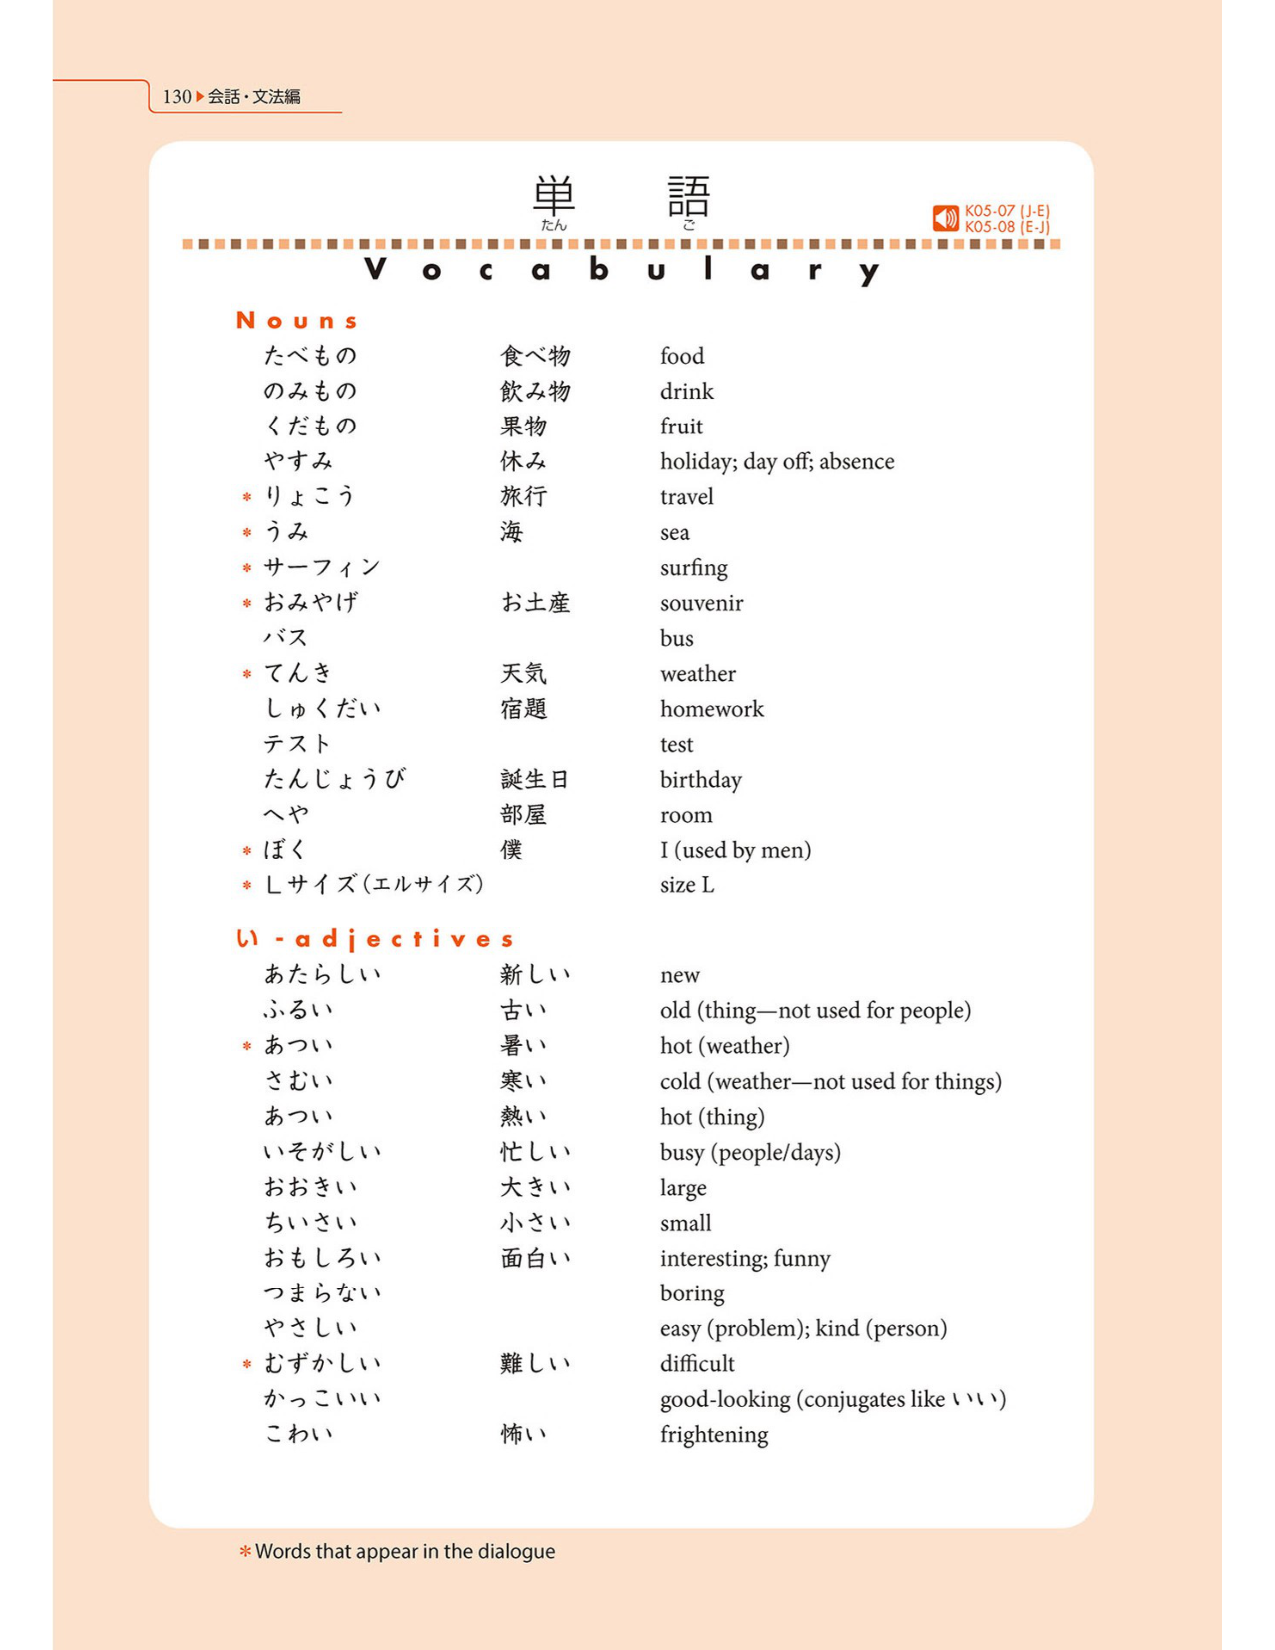 130▶会話・文法編
単 語
たん ご
K05-07 (J-E)
K05-08 (E-J)
Vocabulary
Nouns
たべもの 食べ物 food
のみもの 飲み物 drink
くだもの 果物 fruit
やすみ 休み holiday; day off; absence
* りょこう 旅行 travel
* うみ 海 sea
* サーフィン surfing
* おみやげ お土産 souvenir
バス bus
* てんき 天気 weather
しゅくだい 宿題 homework
テスト test
たんじょうび 誕生日 birthday
へや 部屋 room
* ぼく 僕 I (used by men)
* Lサイズ(エルサイズ) size L
い-adjectives
あたらしい 新しい new
ふるい 古い old (thing—not used for people)
* あつい 暑い hot (weather)
さむい 寒い cold (weather—not used for things)
あつい 熱い hot (thing)
いそがしい 忙しい busy (people/days)
おおきい 大きい large
ちいさい 小さい small
おもしろい 面白い interesting; funny
つまらない boring
やさしい easy (problem); kind (person)
* むずかしい 難しい difficult
かっこいい good-looking (conjugates like いい)
こわい 怖い frightening
* Words that appear in the dialogue